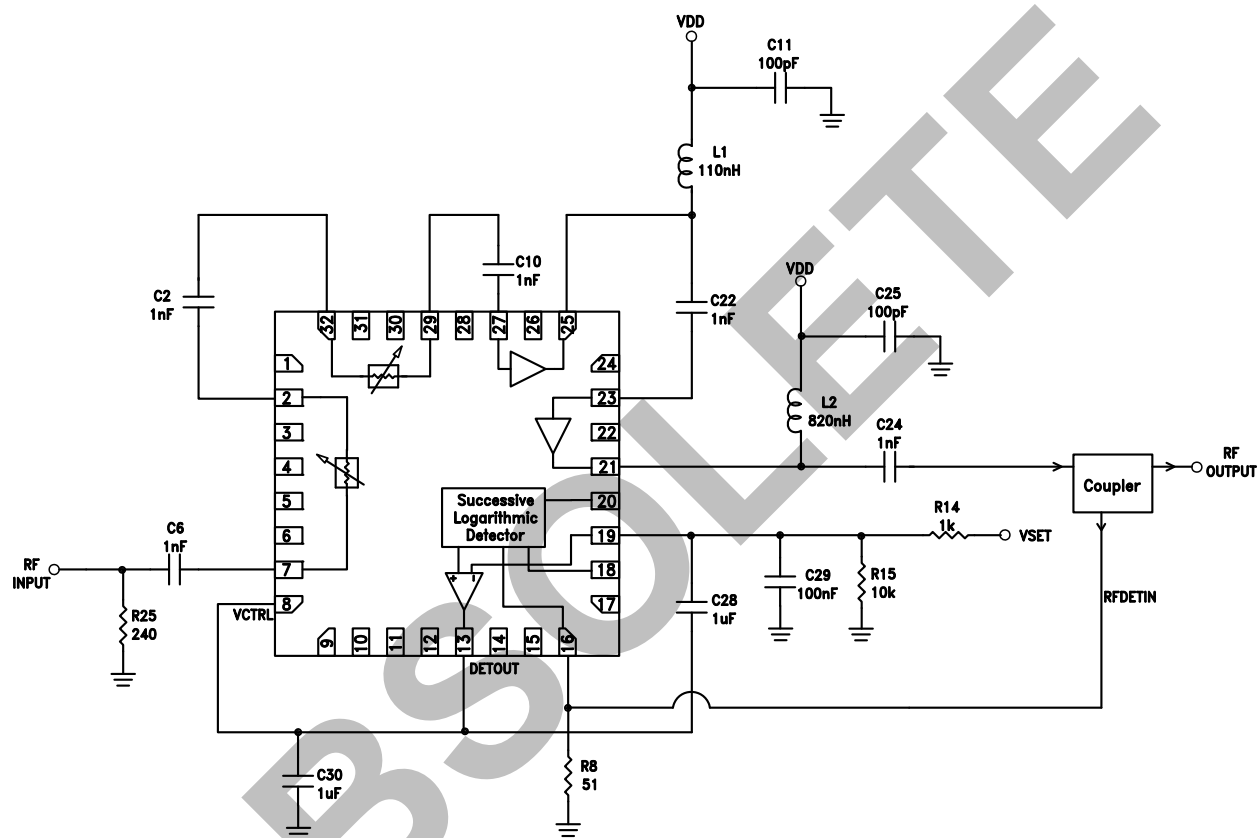 VDD
C11
100pF
L1
110nH
C10
1nF
C2
1nF
VDD
C25
100pF
C22
1nF
32
31
30
29
28
27
26
25
1
2
3
4
5
6
7
8
24
23
22
21
20
19
18
17
L2
820nH
C24
1nF
Coupler
RF
OUTPUT
Successive
Logarithmic
Detector
+
-
R14
1k
VSET
C6
1nF
RF
INPUT
R25
240
VCTRL
C28
1uF
C29
100nF
R15
10k
RFDETIN
9
10
11
12
13
14
15
16
DETOUT
C30
1uF
R8
51
BSOLETE